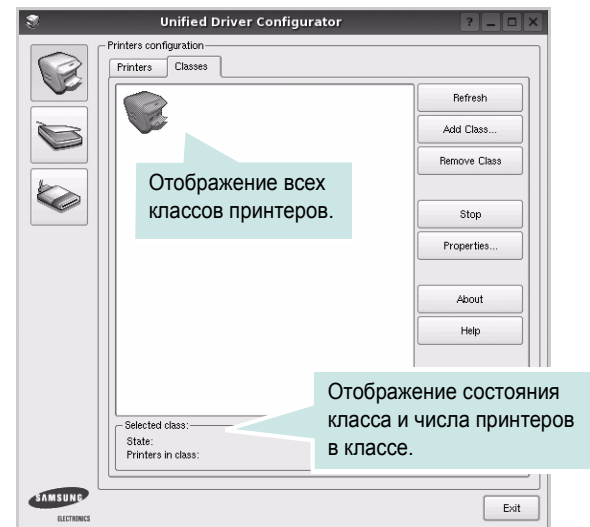 Unified Driver Configurator
Printers configuration
Printers
Classes
Refresh
Add Class...
Remove Class
Отображение всех
классов принтеров.
Stop
Properties...
About
Help
Отображение состояния
класса и числа принтеров
в классе.
Selected class:
State:
Printers in class:
SAMSUNG
ELECTRONICS
Exit